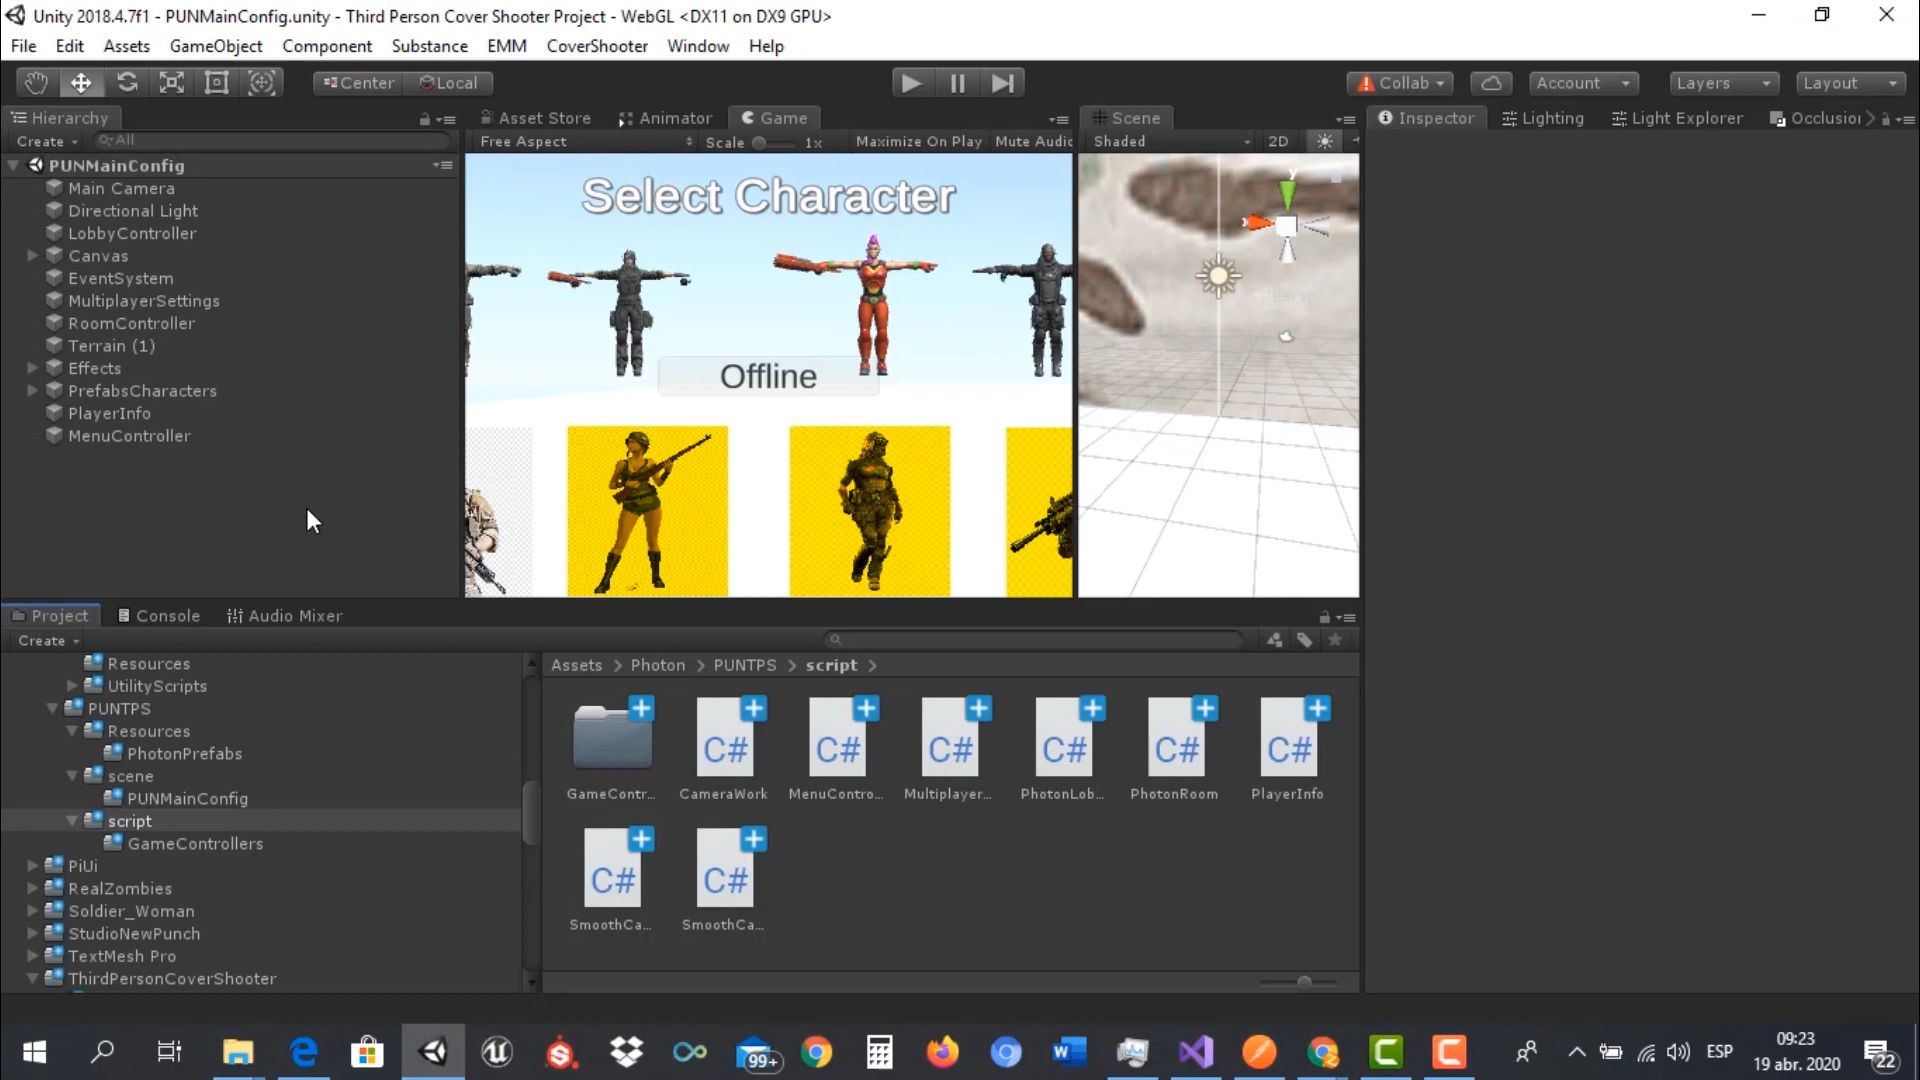 Unity 2018.4.7f1 - PUNMainConfig.unity - Third Person Cover Shooter Project - WebGL <DX11 on DX9 GPU>
File Edit Assets GameObject Component Substance EMM CoverShooter Window Help
Center Local Collab Account Layers Layout
Hierarchy Asset Store Animator Game Scene Inspector Lighting Light Explorer Occlusion
Create All Free Aspect Scale 1x Maximize On Play Mute Audio Shaded 2D
PUNMainConfig
Main Camera
Directional Light
LobbyController
Canvas
EventSystem
MultiplayerSettings
RoomController
Terrain (1)
Effects
PrefabsCharacters
PlayerInfo
MenuController
Select Character
Offline
y
Project Console Audio Mixer
Create
Resources
UtilityScripts
PUNTPS
Resources
PhotonPrefabs
scene
PUNMainConfig
script
GameControllers
PiUi
RealZombies
Soldier_Woman
StudioNewPunch
TextMesh Pro
ThirdPersonCoverShooter
Assets > Photon > PUNTPS > script >
C# C# C# C# C# C#
GameContr... CameraWork MenuContro... Multiplayer... PhotonLob... PhotonRoom PlayerInfo
C# C#
SmoothCa... SmoothCa...
99+
ESP
09:23
19 abr. 2020
22